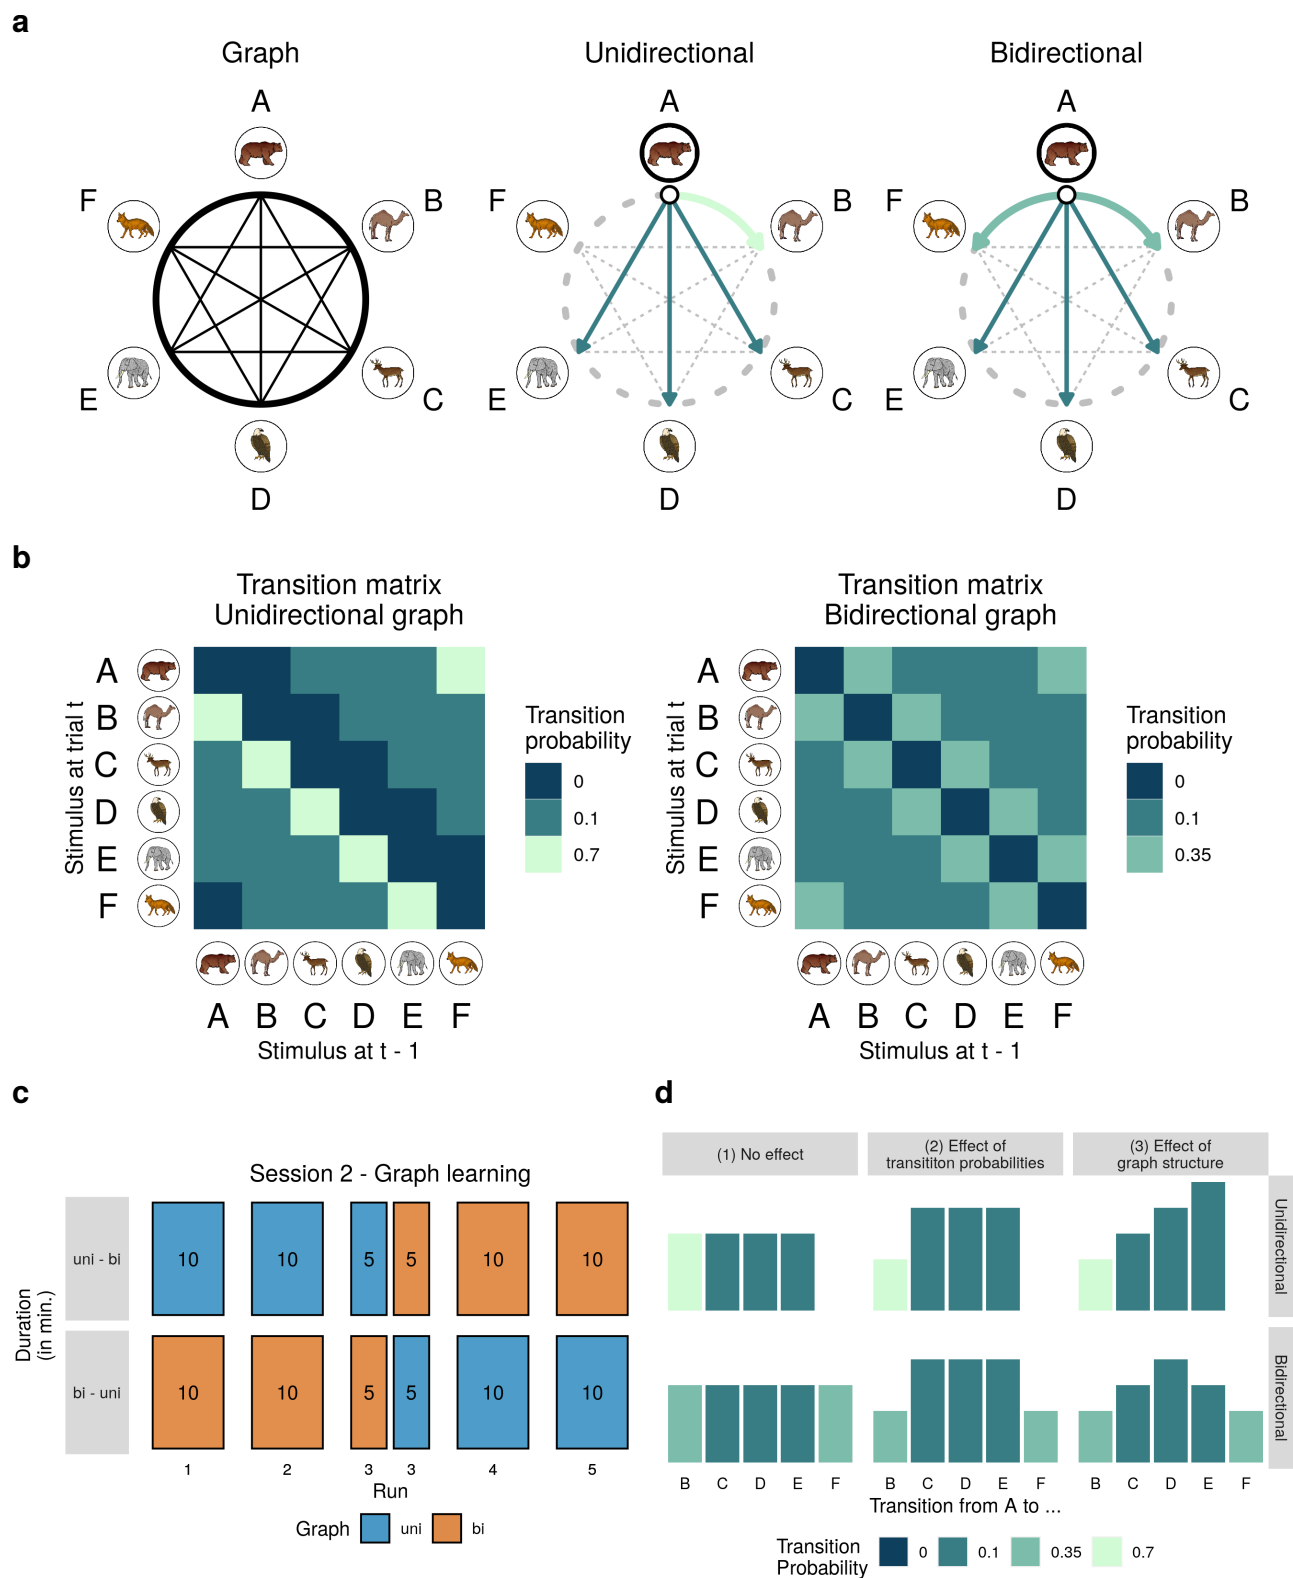 a
Graph
Unidirectional
Bidirectional
A
A
A
F
B
F
B
F
B
E
C
E
C
E
C
D
D
D
b
Transition matrix
Unidirectional graph
Transition matrix
Bidirectional graph
Stimulus at trial t
A
B
C
D
E
F
A B C D E F
Stimulus at t - 1
Transition
probability
0
0.1
0.7
Stimulus at trial t
A
B
C
D
E
F
A B C D E F
Stimulus at t - 1
Transition
probability
0
0.1
0.35
c
Session 2 - Graph learning
Duration
(in min.)
uni - bi
10 10 5 5 10 10
bi - uni
10 10 5 5 10 10
1 2 3 3 4 5
Run
Graph uni bi
d
(1) No effect
(2) Effect of
transititon probabilities
(3) Effect of
graph structure
Unidirectional
Bidirectional
B C D E F
B C D E F
B C D E F
Transition from A to ...
Transition
Probability
0 0.1 0.35 0.7